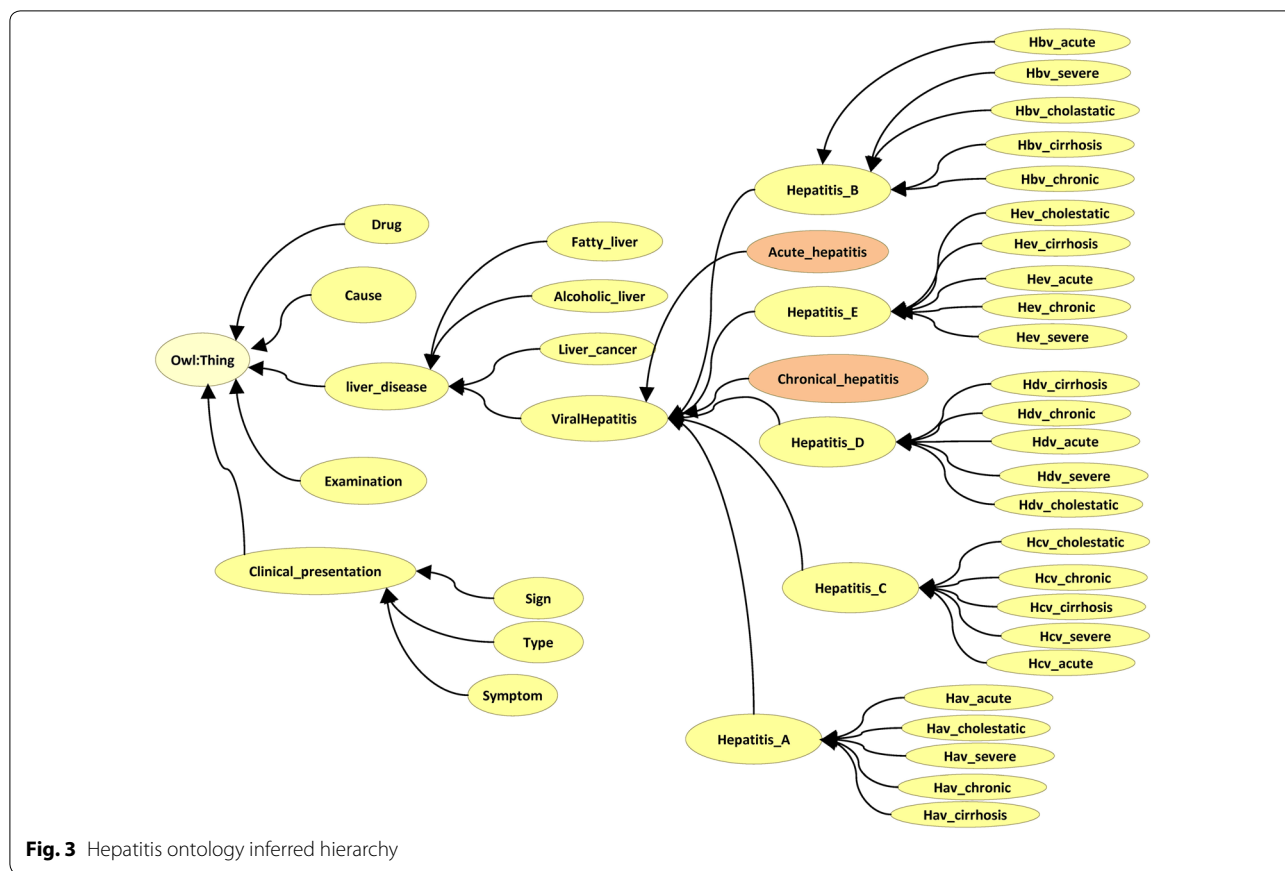 Hbv_acute
Hbv_severe
Hbv_cholastatic
Hbv_cirrhosis
Hepatitis_B
Hbv_chronic
Hev_cholestatic
Drug
Fatty_liver
Hev_cirrhosis
Acute_hepatitis
Hev_acute
Cause
Alcoholic_liver
Hev_chronic
Hepatitis_E
Hev_severe
Liver_cancer
Owl:Thing
Chronical_hepatitis
liver_disease
Hdv_cirrhosis
Hdv_chronic
ViralHepatitis
Hepatitis_D
Hdv_acute
Hdv_severe
Examination
Hdv_cholestatic
Hcv_cholestatic
Clinical_presentation
Hcv_chronic
Hepatitis_C
Sign
Hcv_cirrhosis
Hcv_severe
Type
Hcv_acute
Symptom
Hav_acute
Hav_cholestatic
Hepatitis_A
Hav_severe
Hav_chronic
Hav_cirrhosis
Fig. 3 Hepatitis ontology inferred hierarchy